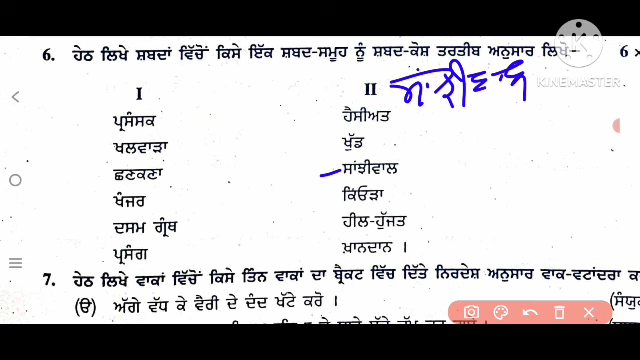 6. ਹੇਠ ਲਿਖੇ ਸ਼ਬਦਾਂ ਵਿੱਚੋਂ ਕਿਸੇ ਇੱਕ ਸ਼ਬਦ-ਸਮੂਹ ਨੂੰ ਸ਼ਬਦ-ਕੋਸ਼ ਤਰਤੀਬ ਅਨੁਸਾਰ ਲਿਖੋ:- 6 ×
KINEMASTER
I
ਪ੍ਰਸੰਸਕ
ਖਲਵਾੜਾ
ਛਣਕਣਾ
ਖੰਜਰ
ਦਸਮ ਗ੍ਰੰਥ
ਪ੍ਰਸੰਗ
II
ਹੈਸੀਅਤ
ਖੁੱਡ
ਸਾਂਝੀਵਾਲ
ਕਿਓੜਾ
ਹੀਲ-ਹੁੱਜਤ
ਖ਼ਾਨਦਾਨ ।
7. ਹੇਠ ਲਿਖੇ ਵਾਕਾਂ ਵਿੱਚੋਂ ਕਿਸੇ ਤਿੰਨ ਵਾਕਾਂ ਦਾ ਬ੍ਰੈਕਟ ਵਿੱਚ ਦਿੱਤੇ ਨਿਰਦੇਸ਼ ਅਨੁਸਾਰ ਵਾਕ-ਵਟਾਂਦਰਾ ਕ
(ੳ) ਅੱਗੇ ਵੱਧ ਕੇ ਵੈਰੀ ਦੇ ਦੰਦ ਖੱਟੇ ਕਰੋ । (ਸੰਯੁਕ